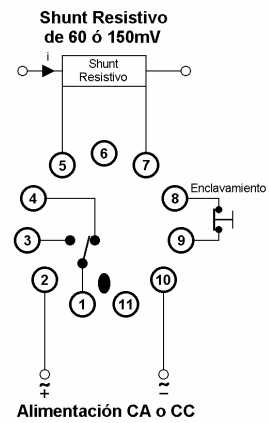 Shunt Resistivo
de 60 ó 150mV
i
Shunt
Resistivo
5
6
7
4
8
Enclavamiento
3
9
2
10
1
11
~
+
~
−
Alimentación CA o CC